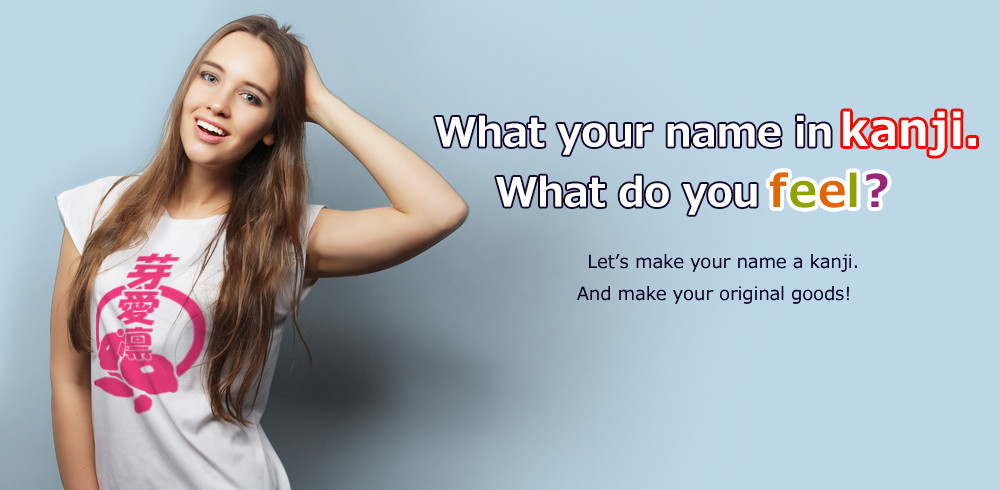 What your name in kanji.
What do you feel?
Let's make your name a kanji.
And make your original goods!
芽愛凛